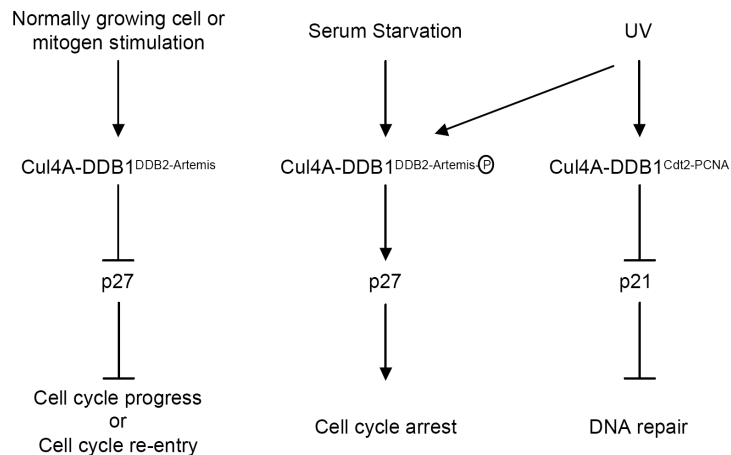 Normally growing cell or
mitogen stimulation
Serum Starvation
UV
Cul4A-DDB1DDB2-Artemis
Cul4A-DDB1DDB2-Artemis-P
Cul4A-DDB1Cdt2-PCNA
p27
p27
p21
Cell cycle progress
or
Cell cycle re-entry
Cell cycle arrest
DNA repair